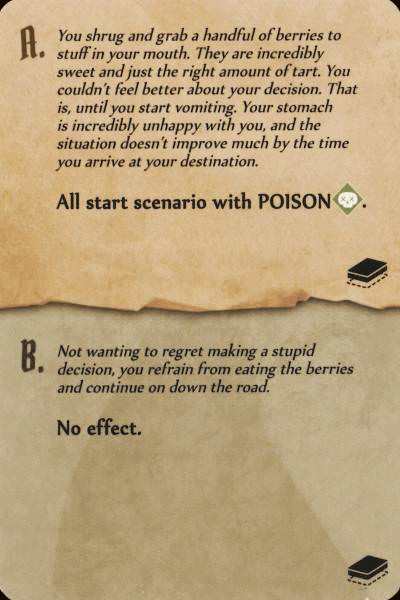 A. You shrug and grab a handful of berries to
stuff in your mouth. They are incredibly
sweet and just the right amount of tart. You
couldn't feel better about your decision. That
is, until you start vomiting. Your stomach
is incredibly unhappy with you, and the
situation doesn't improve much by the time
you arrive at your destination.
All start scenario with POISON.
B. Not wanting to regret making a stupid
decision, you refrain from eating the berries
and continue on down the road.
No effect.